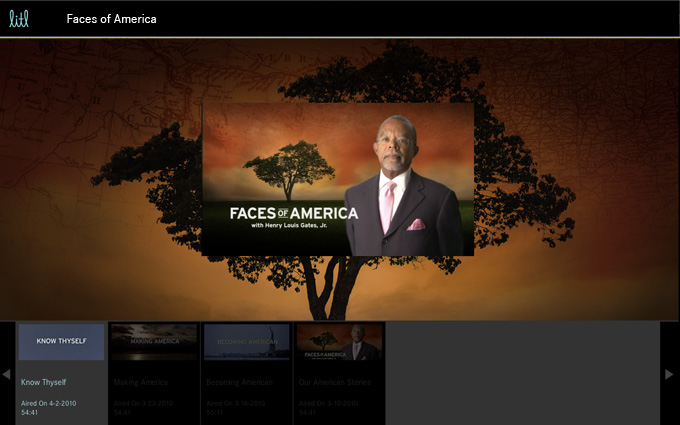 litl
Faces of America
FACES OF AMERICA
with Henry Louis Gates, Jr.
KNOW THYSELF
MAKING AMERICA
BECOMING AMERICAN
FACES OF AMERICA
Know Thyself
Making America
Becoming American
Our American Stories
Aired On 4-2-2010
54:41
Aired On 3-23-2010
54:41
Aired On 3-16-2010
55:11
Aired On 3-10-2010
54:41